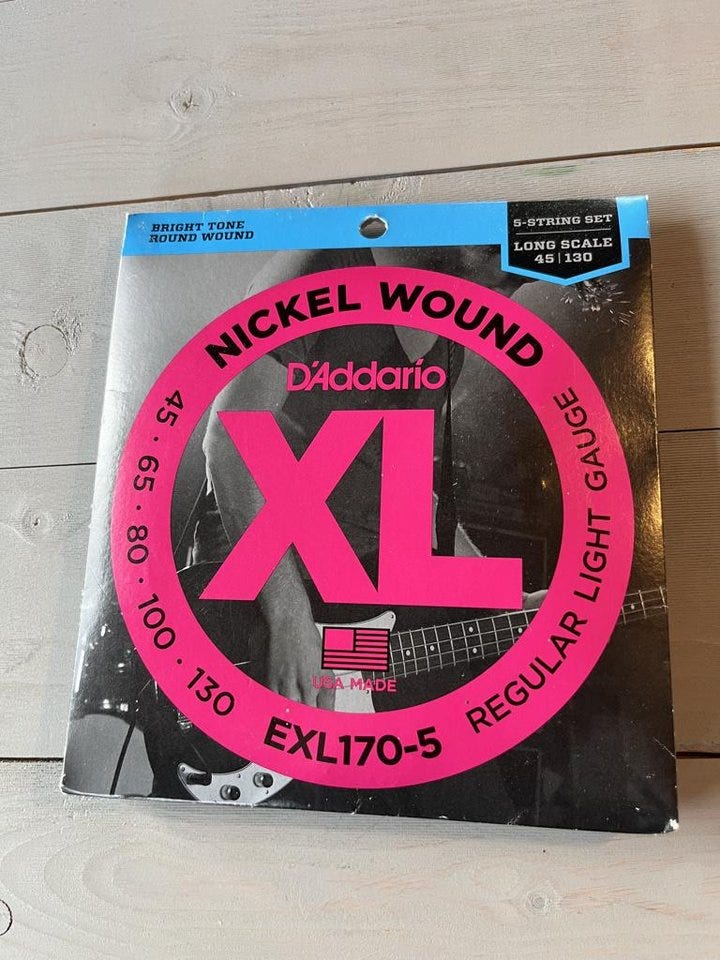 BRIGHT TONE
ROUND WOUND
5-STRING SET
LONG SCALE
45|130
NICKEL WOUND
D'Addario
XL
45 · 65 · 80 · 100 · 130
REGULAR LIGHT GAUGE
USA MADE
EXL170-5